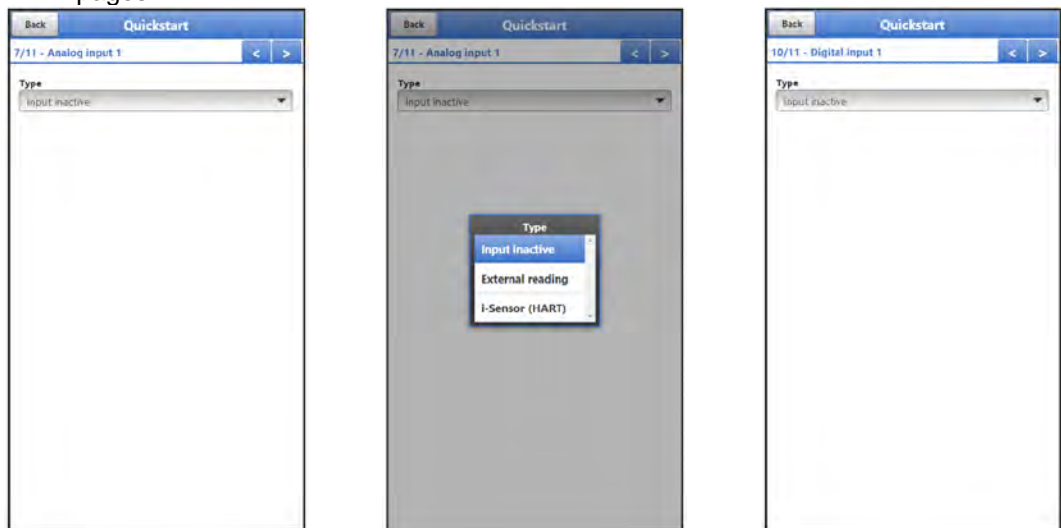 pages
Back Quickstart
7/11 - Analog input 1 < >
Type
Input inactive
Back Quickstart
7/11 - Analog input 1 < >
Type
Input inactive
Type
Input inactive
External reading
i-Sensor (HART)
Back Quickstart
10/11 - Digital input 1 < >
Type
Input inactive